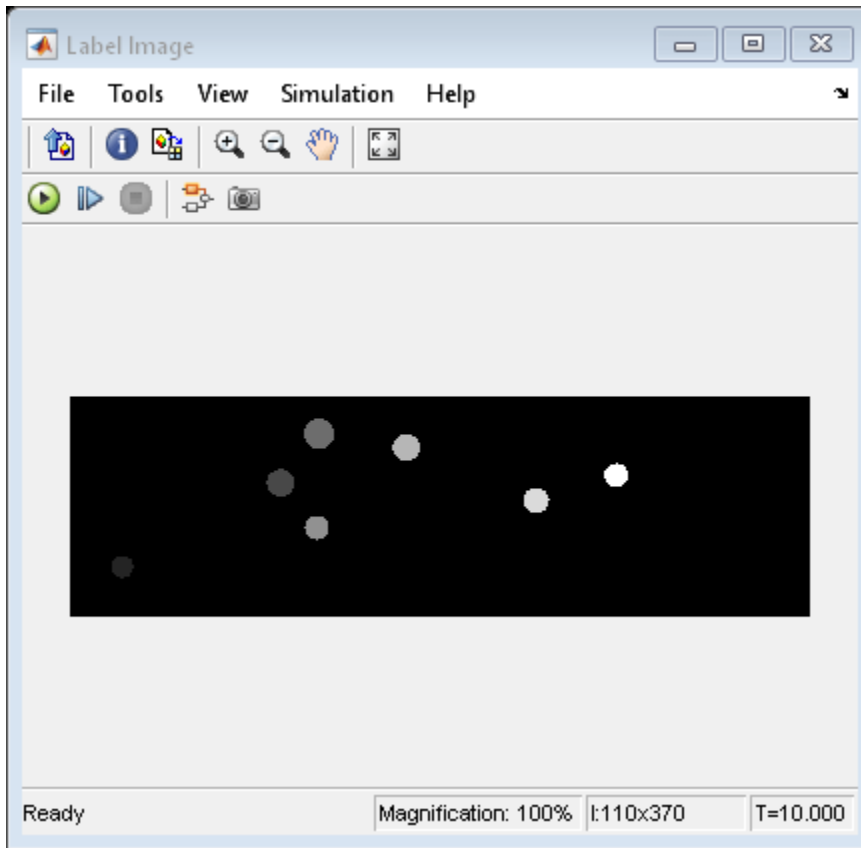 Label Image
File Tools View Simulation Help
Ready Magnification: 100% I:110x370 T=10.000